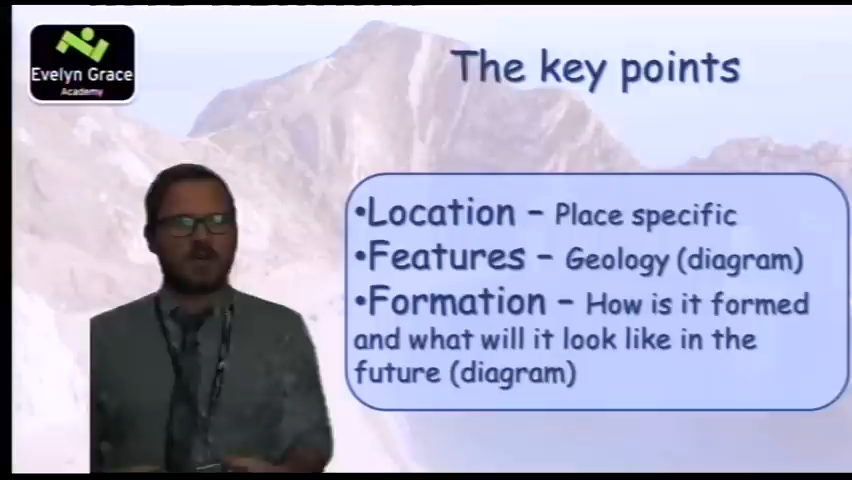 Evelyn Grace
Academy
The key points
•Location – Place specific
•Features – Geology (diagram)
•Formation – How is it formed
and what will it look like in the
future (diagram)